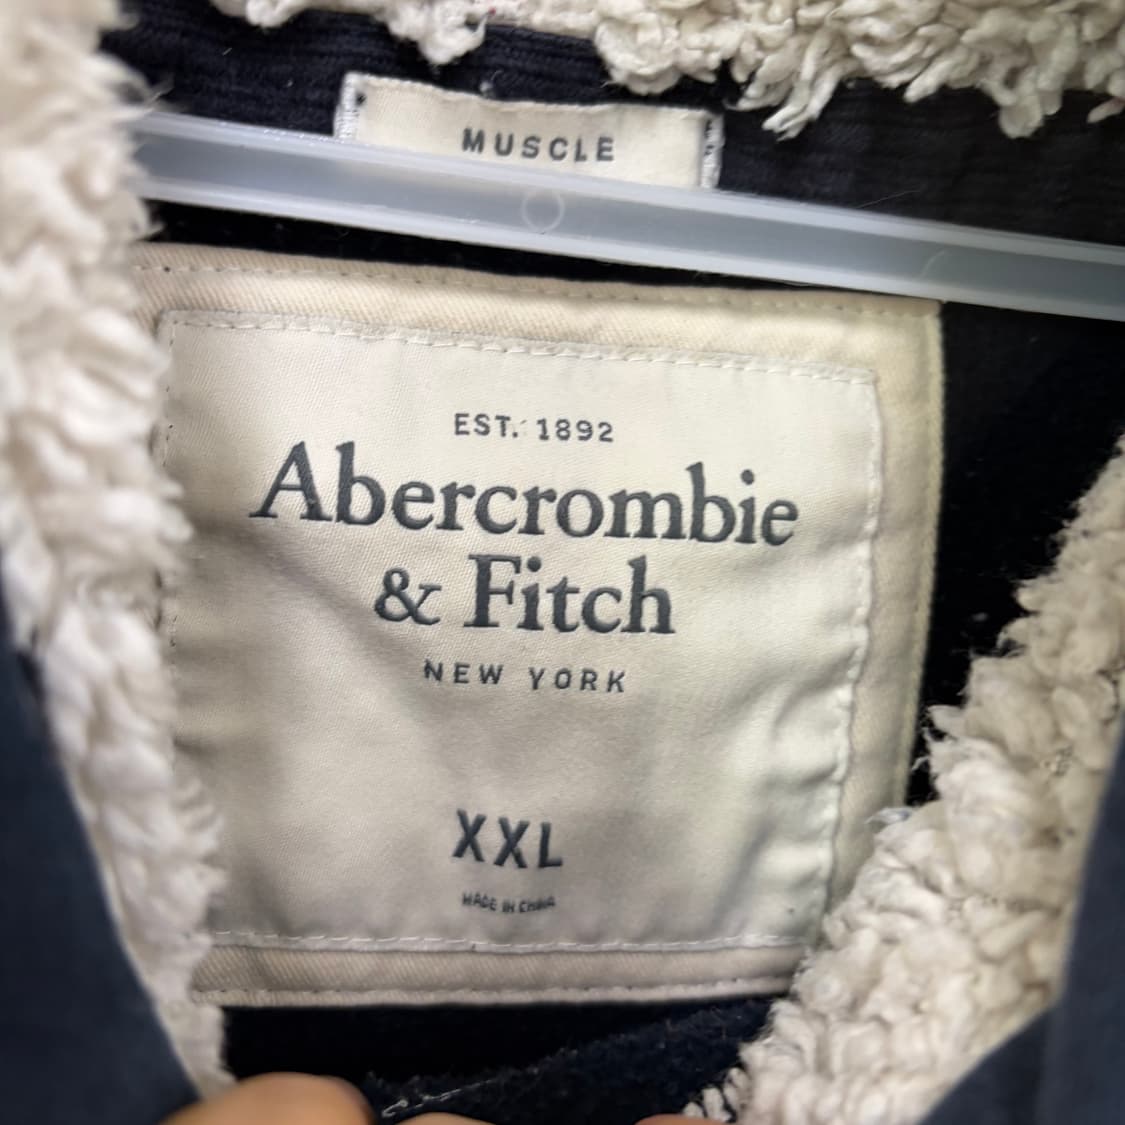 MUSCLE
EST. 1892
Abercrombie
& Fitch
NEW YORK
XXL
MADE IN CHINA